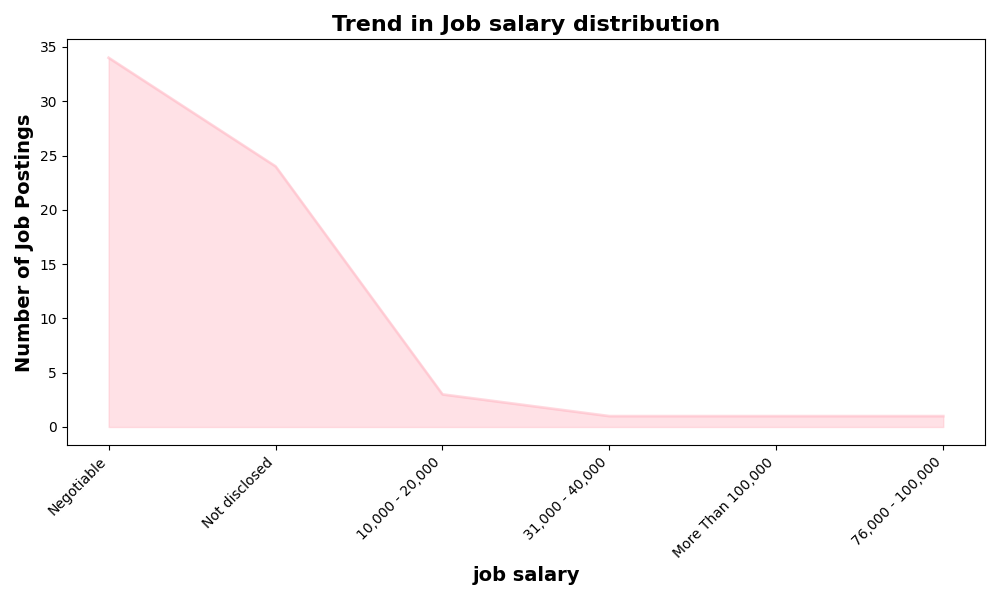 Trend in Job salary distribution
Number of Job Postings
35
30
25
20
15
10
5
0
Negotiable
Not disclosed
10,000 - 20,000
31,000 - 40,000
More Than 100,000
76,000 - 100,000
job salary